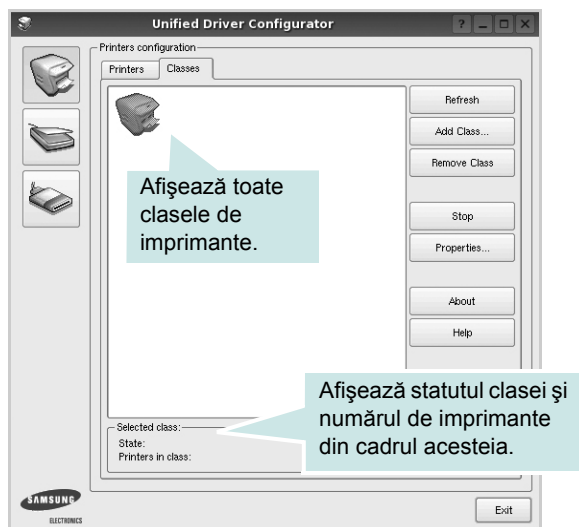 Unified Driver Configurator
Printers configuration
Printers
Classes
Refresh
Add Class...
Remove Class
Stop
Properties...
About
Help
Afişează toate
clasele de
imprimante.
Afişează statutul clasei şi
numărul de imprimante
din cadrul acesteia.
Selected class:
State:
Printers in class:
SAMSUNG
ELECTRONICS
Exit